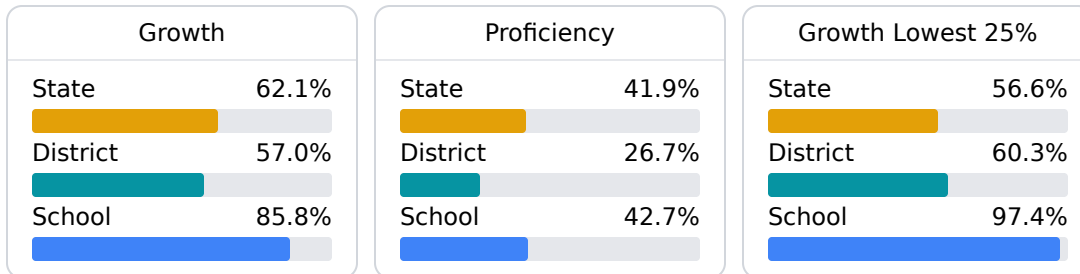 Growth
State 62.1%
District 57.0%
School 85.8%
Proficiency
State 41.9%
District 26.7%
School 42.7%
Growth Lowest 25%
State 56.6%
District 60.3%
School 97.4%